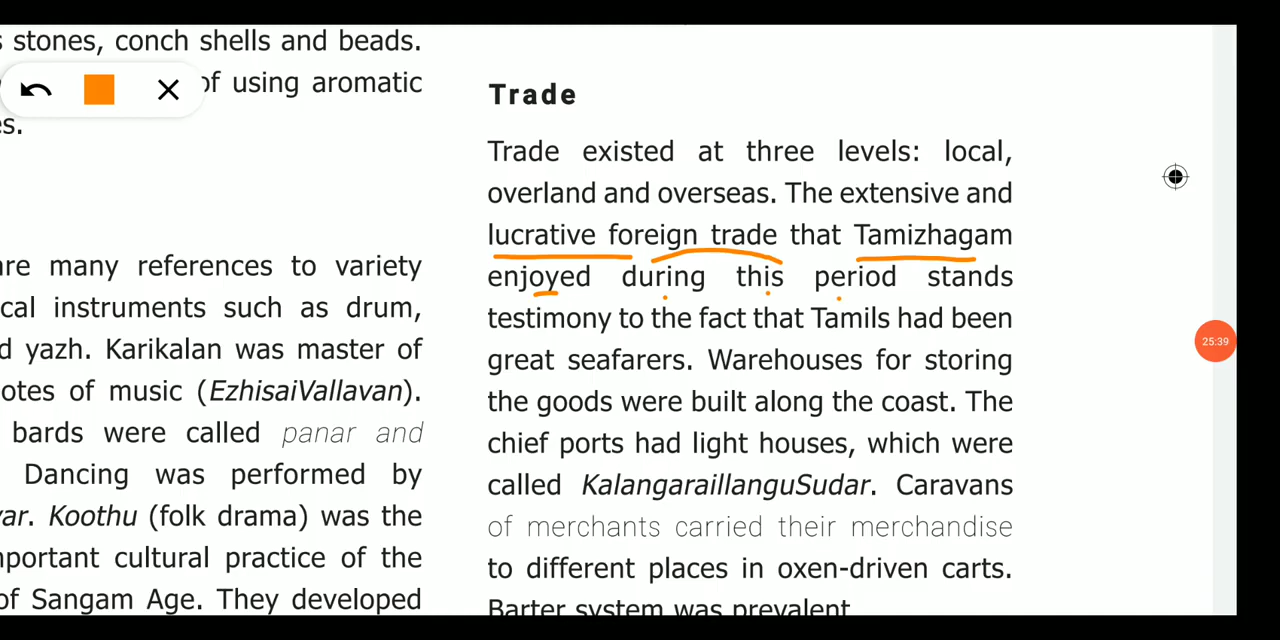 s stones, conch shells and beads.
of using aromatic
es.
are many references to variety
cal instruments such as drum,
d yazh. Karikalan was master of
otes of music (EzhisaiVallavan).
bards were called panar and
Dancing was performed by
var. Koothu (folk drama) was the
mportant cultural practice of the
of Sangam Age. They developed
Trade
Trade existed at three levels: local,
overland and overseas. The extensive and
lucrative foreign trade that Tamizhagam
enjoyed during this period stands
testimony to the fact that Tamils had been
great seafarers. Warehouses for storing
the goods were built along the coast. The
chief ports had light houses, which were
called KalangaraillanguSudar. Caravans
of merchants carried their merchandise
to different places in oxen-driven carts.
Barter system was prevalent
25:39